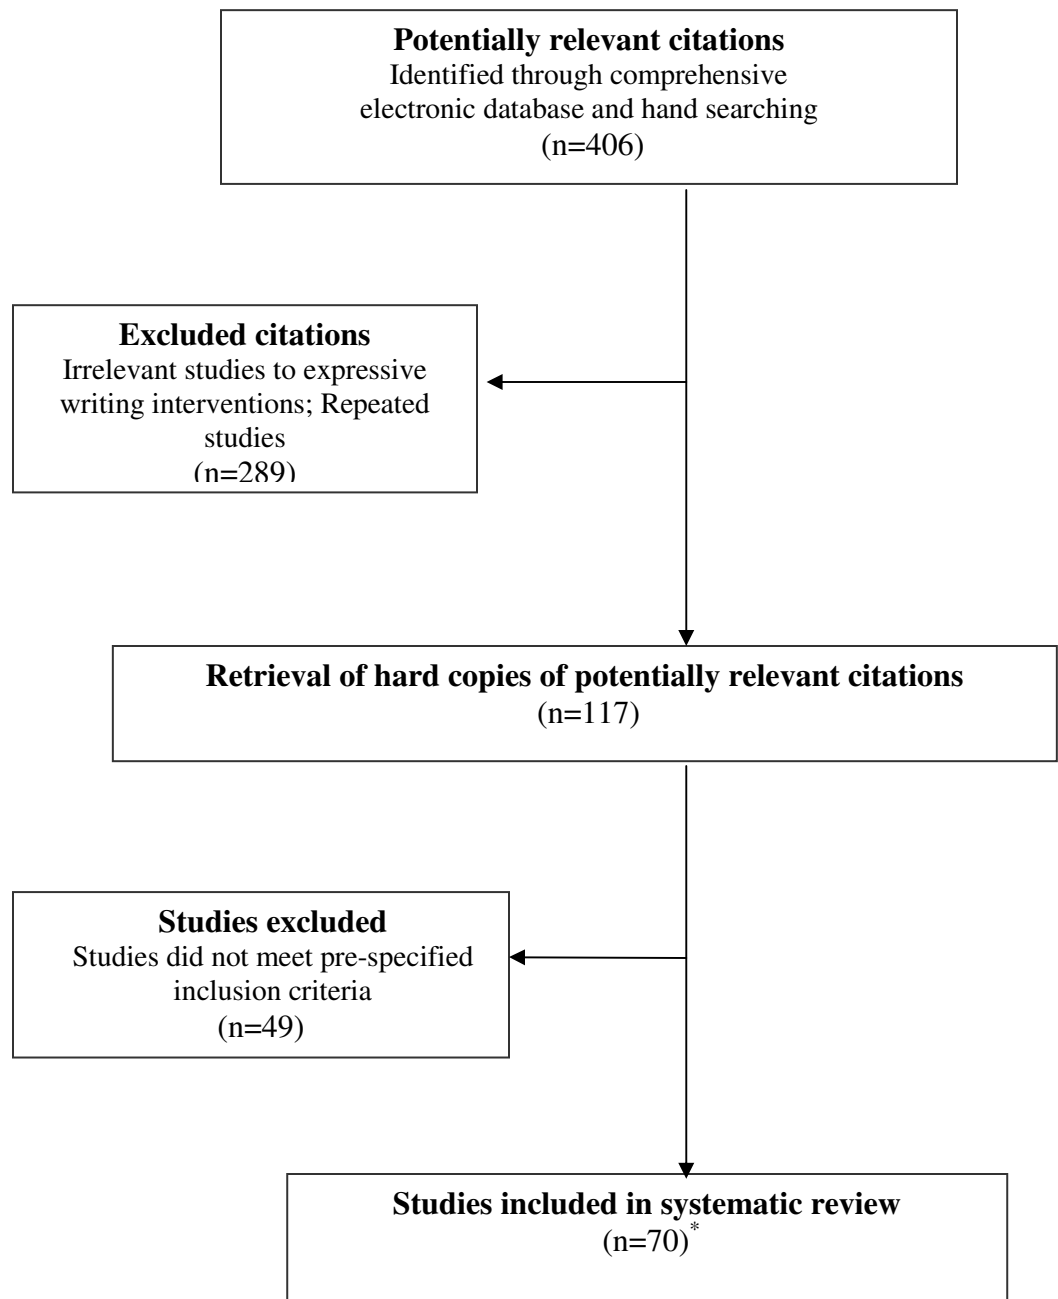 Potentially relevant citations
Identified through comprehensive
electronic database and hand searching
(n=406)
Excluded citations
Irrelevant studies to expressive
writing interventions; Repeated
studies
(n=289)
Retrieval of hard copies of potentially relevant citations
(n=117)
Studies excluded
Studies did not meet pre-specified
inclusion criteria
(n=49)
Studies included in systematic review
(n=70)*